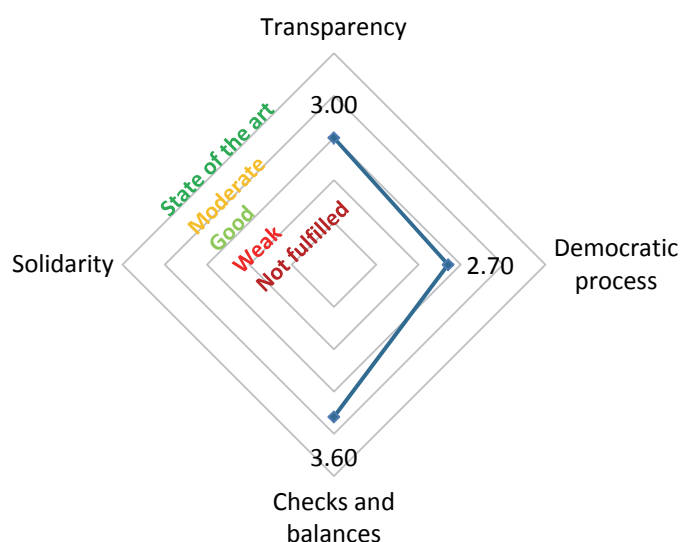 Transparency
3.00
State of the art
Moderate
Good
Weak
Not fulfilled
Solidarity
2.70
Democratic
process
3.60
Checks and
balances